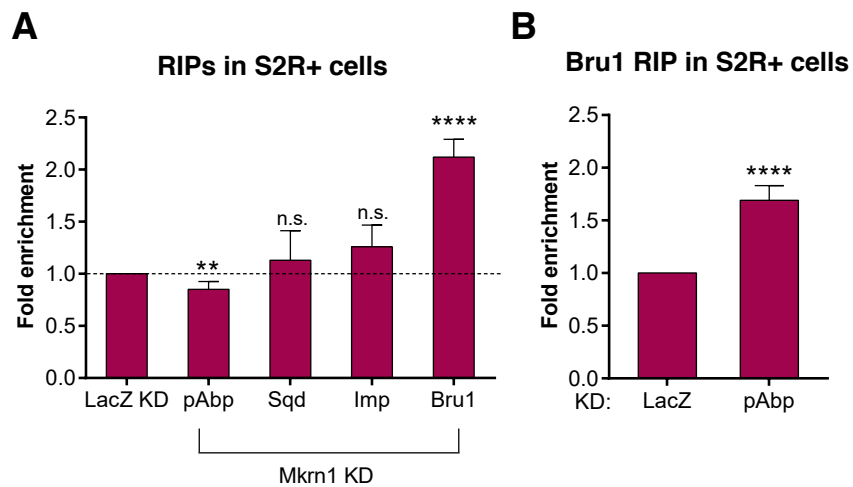 A
RIPs in S2R+ cells
Fold enrichment
2.5
2.0
1.5
1.0
0.5
0.0
**
n.s.
n.s.
****
LacZ KD pAbp Sqd Imp Bru1
Mkrn1 KD
B
Bru1 RIP in S2R+ cells
Fold enrichment
2.5
2.0
1.5
1.0
0.5
0.0
****
KD: LacZ pAbp